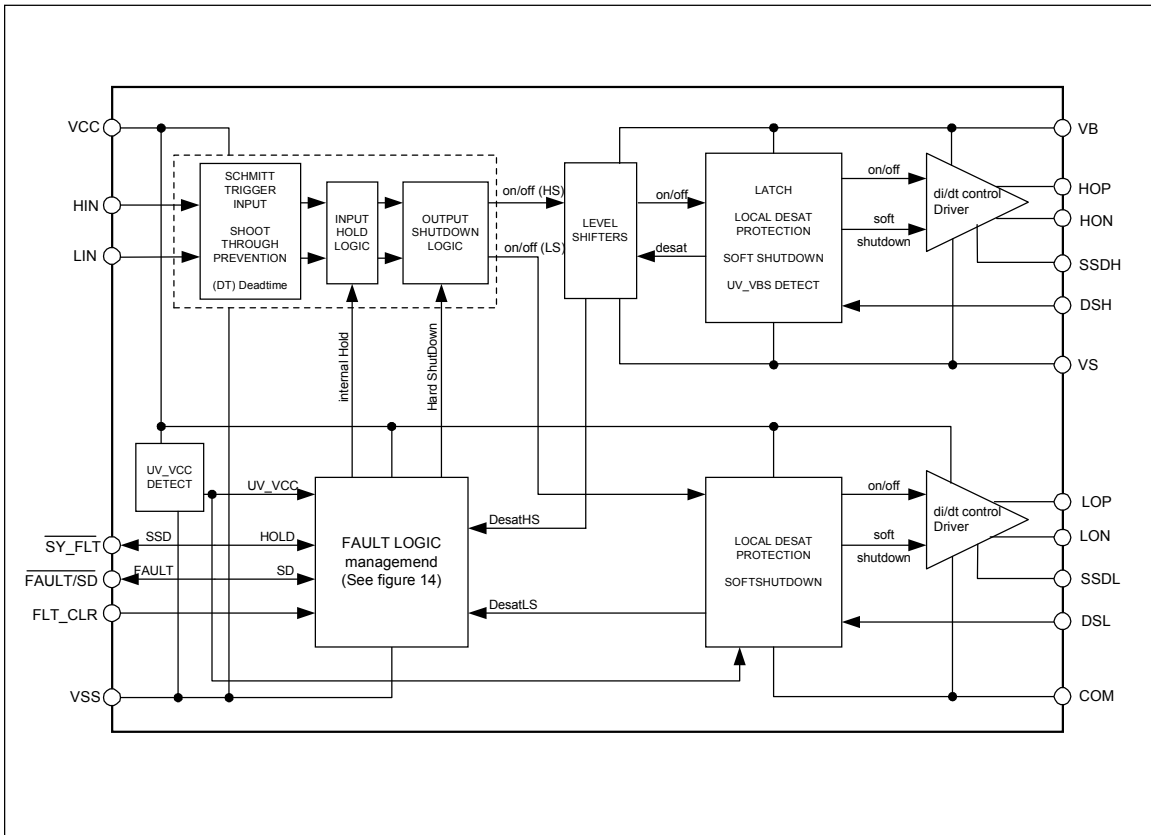 VCC
HIN
LIN
SCHMITT
TRIGGER
INPUT
SHOOT
THROUGH
PREVENTION
(DT) Deadtime
INPUT
HOLD
LOGIC
OUTPUT
SHUTDOWN
LOGIC
on/off (HS)
on/off (LS)
LEVEL
SHIFTERS
on/off
desat
LATCH
LOCAL DESAT
PROTECTION
SOFT SHUTDOWN
UV_VBS DETECT
on/off
soft
shutdown
di/dt control
Driver
VB
HOP
HON
SSDH
DSH
VS
internal Hold
Hard ShutDown
UV_VCC
DETECT
UV_VCC
SY_FLT
SSD
HOLD
FAULT/SD
FAULT
SD
FLT_CLR
VSS
FAULT LOGIC
managemend
(See figure 14)
DesatHS
DesatLS
LOCAL DESAT
PROTECTION
SOFTSHUTDOWN
on/off
soft
shutdown
di/dt control
Driver
LOP
LON
SSDL
DSL
COM